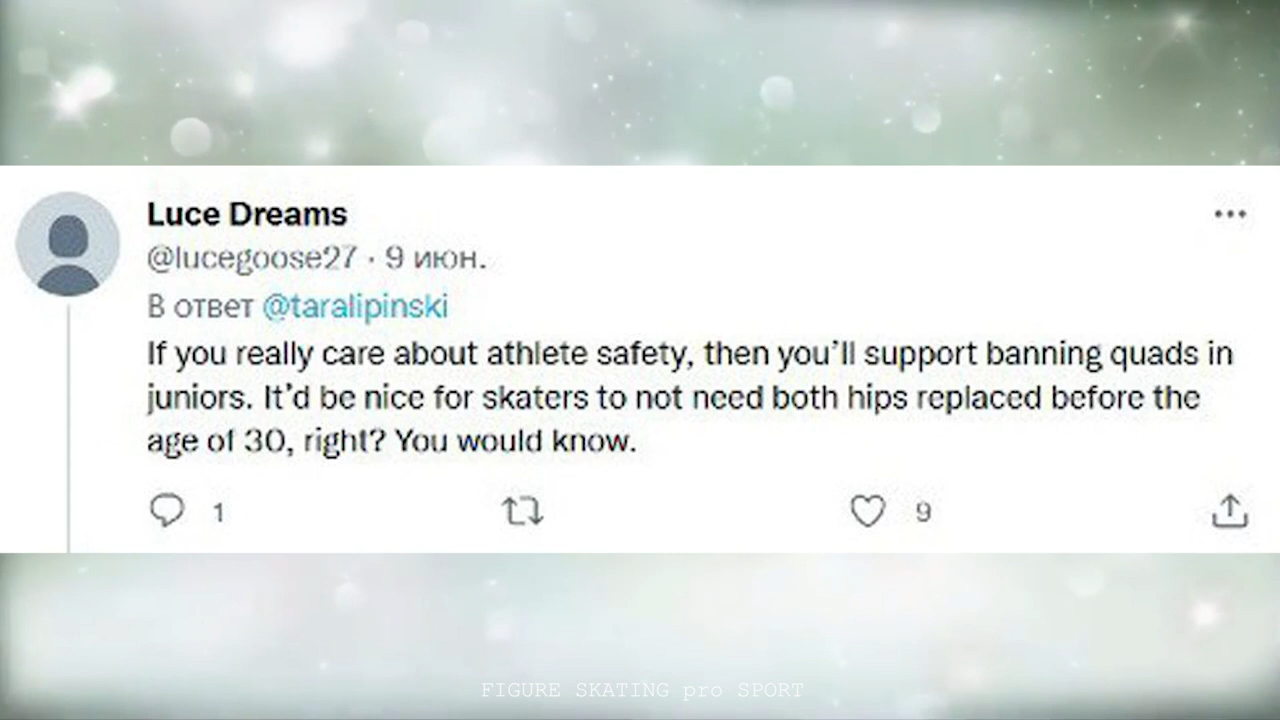 Luce Dreams
@lucegoose27 · 9 июн.
В ответ @taralipinski
If you really care about athlete safety, then you'll support banning quads in
juniors. It'd be nice for skaters to not need both hips replaced before the
age of 30, right? You would know.
1 9
FIGURE SKATING pro SPORT